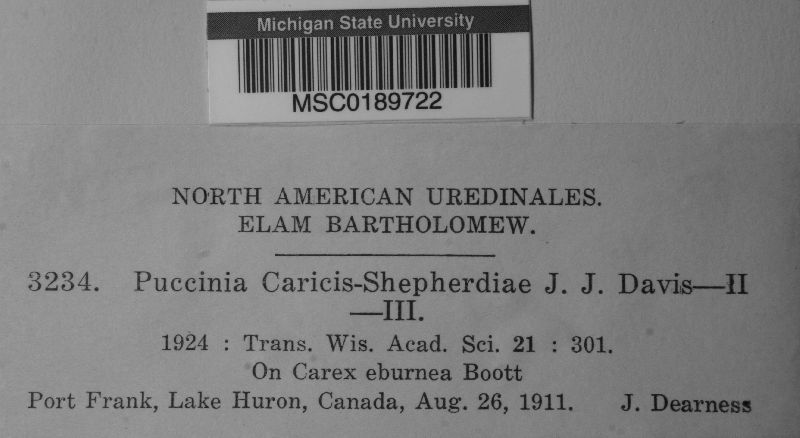 Michigan State University
MSC0189722
NORTH AMERICAN UREDINALES.
ELAM BARTHOLOMEW.
3234. Puccinia Caricis-Shepherdiae J. J. Davis—II
—III.
1924 : Trans. Wis. Acad. Sci. 21 : 301.
On Carex eburnea Boott
Port Frank, Lake Huron, Canada, Aug. 26, 1911. J. Dearness